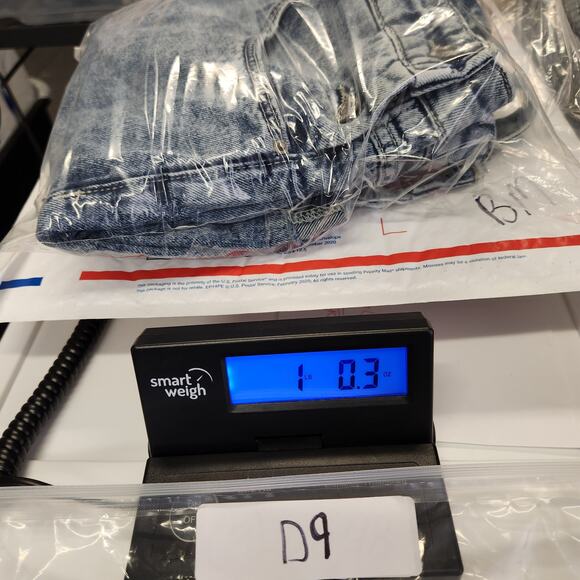 This packaging is the property of the U.S. Postal Service® and is provided solely for use in sending Priority Mail® shipments. Misuses may be a violation of federal law.
This package is not for resale. EP14PE © U.S. Postal Service; February 2020; All rights reserved.
smart
weigh
1 LB 0.3 OZ
D9